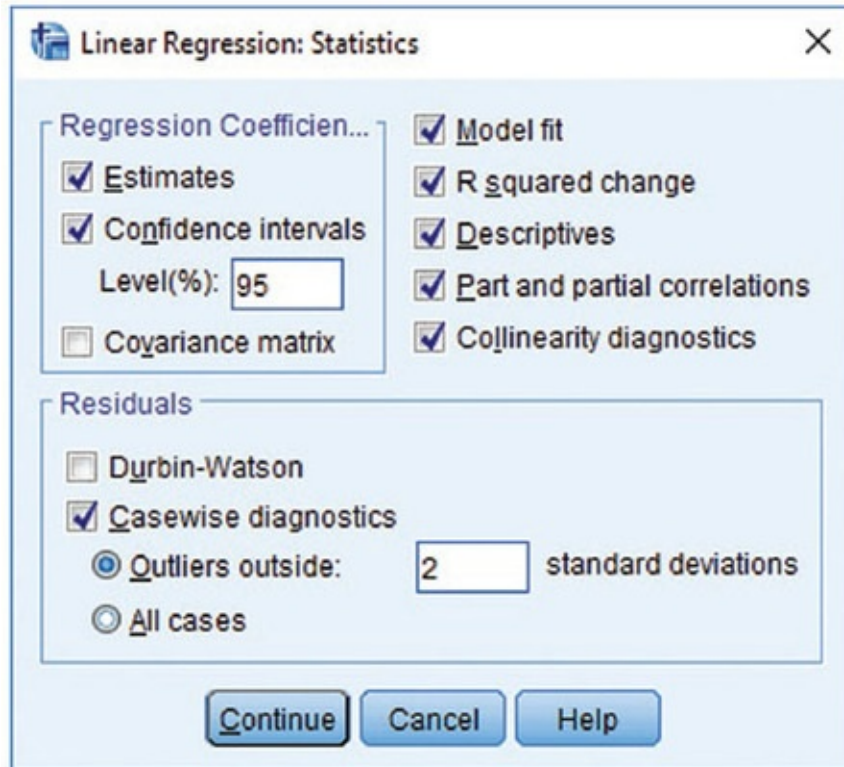 Linear Regression: Statistics
Regression Coefficien...
Estimates
Confidence intervals
Level(%): 95
Covariance matrix
Model fit
R squared change
Descriptives
Part and partial correlations
Collinearity diagnostics
Residuals
Durbin-Watson
Casewise diagnostics
Outliers outside: 2 standard deviations
All cases
Continue Cancel Help